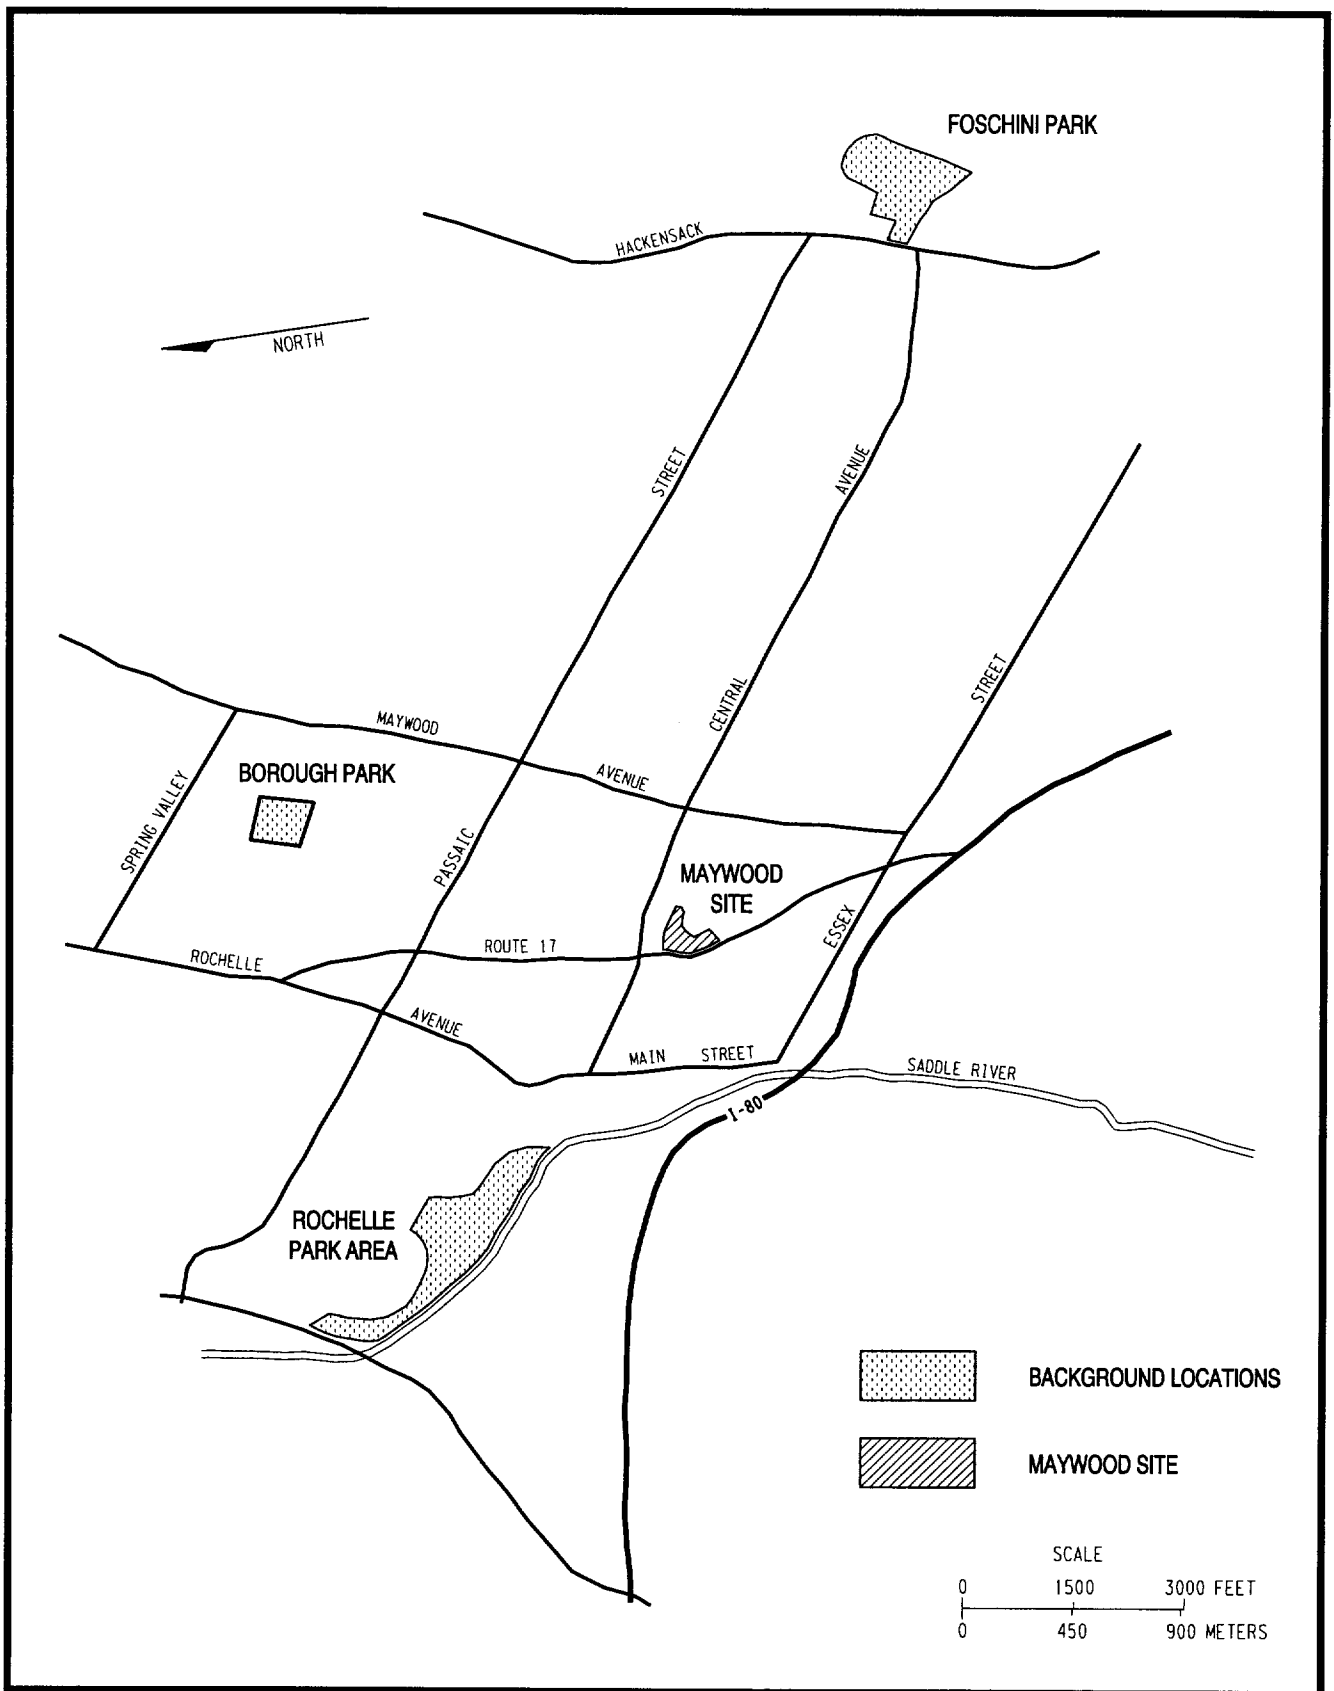 FOSCHINI PARK
HACKENSACK
NORTH
STREET
AVENUE
STREET
CENTRAL
MAYWOOD
AVENUE
BOROUGH PARK
SPRING VALLEY
PASSAIC
MAYWOOD
SITE
ESSEX
ROUTE 17
ROCHELLE
AVENUE
MAIN STREET
SADDLE RIVER
I-80
ROCHELLE
PARK AREA
BACKGROUND LOCATIONS
MAYWOOD SITE
SCALE
0 1500 3000 FEET
0 450 900 METERS